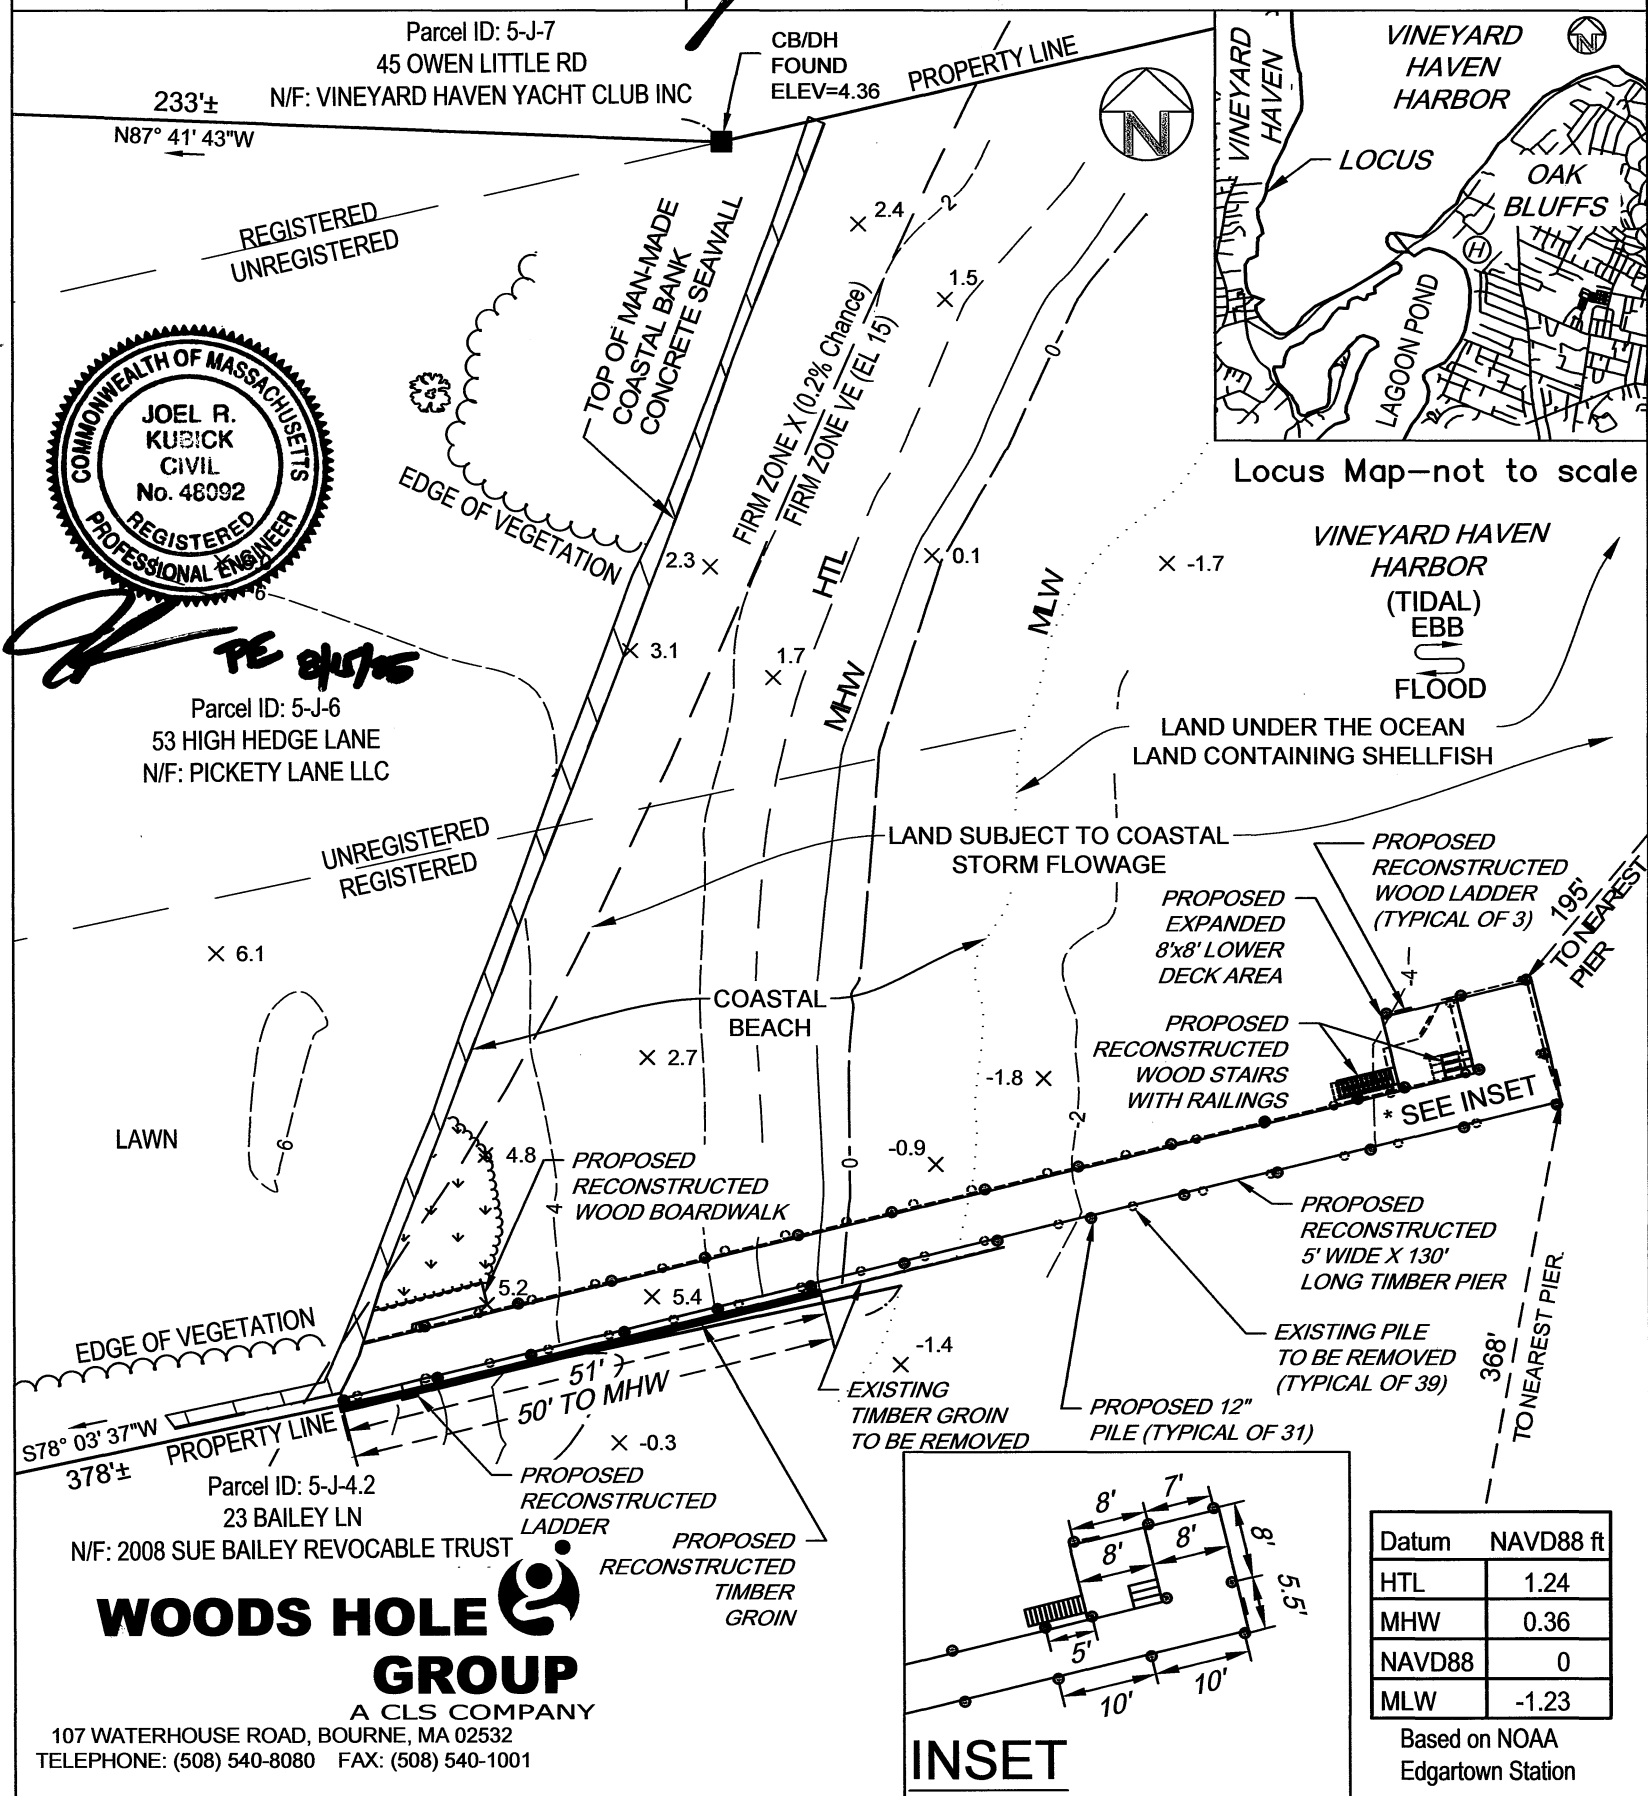 Parcel ID: 5-J-7
45 OWEN LITTLE RD
N/F: VINEYARD HAVEN YACHT CLUB INC
CB/DH
FOUND
ELEV=4.36
PROPERTY LINE
233'±
N87° 41' 43"W
N
VINEYARD
HAVEN
VINEYARD
HAVEN
HARBOR
N
LOCUS
OAK
BLUFFS
H
LAGOON POND
Locus Map-not to scale
REGISTERED
UNREGISTERED
TOP OF MAN-MADE
COASTAL BANK
CONCRETE SEAWALL
2.4
-2-
1.5
FIRM ZONE X (0.2% Chance)
FIRM ZONE VE (EL 15)
-0-
COMMONWEALTH OF MASSACHUSETTS
JOEL R.
KUBICK
CIVIL
No. 48092
REGISTERED
PROFESSIONAL ENGINEER
6
PE
EDGE OF VEGETATION
2.3
HTL
0.1
MLW
-1.7
VINEYARD HAVEN
HARBOR
(TIDAL)
EBB
FLOOD
3.1
1.7
MHW
Parcel ID: 5-J-6
53 HIGH HEDGE LANE
N/F: PICKETY LANE LLC
LAND UNDER THE OCEAN
LAND CONTAINING SHELLFISH
UNREGISTERED
REGISTERED
LAND SUBJECT TO COASTAL
STORM FLOWAGE
PROPOSED
RECONSTRUCTED
WOOD LADDER
(TYPICAL OF 3)
195'
TO NEAREST
PIER
PROPOSED
EXPANDED
8'x8' LOWER
DECK AREA
-4
6.1
COASTAL
BEACH
PROPOSED
RECONSTRUCTED
WOOD STAIRS
WITH RAILINGS
2.7
-1.8
-2
* SEE INSET
LAWN
6
4.8
-0.9
-0-
PROPOSED
RECONSTRUCTED
WOOD BOARDWALK
4
PROPOSED
RECONSTRUCTED
5' WIDE X 130'
LONG TIMBER PIER
5.2
5.4
EDGE OF VEGETATION
-1.4
EXISTING PILE
TO BE REMOVED
(TYPICAL OF 39)
368'
TO NEAREST PIER
51'
50' TO MHW
EXISTING
TIMBER GROIN
TO BE REMOVED
PROPOSED 12"
PILE (TYPICAL OF 31)
S78° 03' 37"W
PROPERTY LINE
378'±
-0.3
Parcel ID: 5-J-4.2
23 BAILEY LN
N/F: 2008 SUE BAILEY REVOCABLE TRUST
PROPOSED
RECONSTRUCTED
LADDER
PROPOSED
RECONSTRUCTED
TIMBER
GROIN
8'
7'
8'
8'
8'
5.5'
5'
10'
10'
INSET
Datum NAVD88 ft
HTL 1.24
MHW 0.36
NAVD88 0
MLW -1.23
Based on NOAA
Edgartown Station
WOODS HOLE
GROUP
A CLS COMPANY
107 WATERHOUSE ROAD, BOURNE, MA 02532
TELEPHONE: (508) 540-8080 FAX: (508) 540-1001